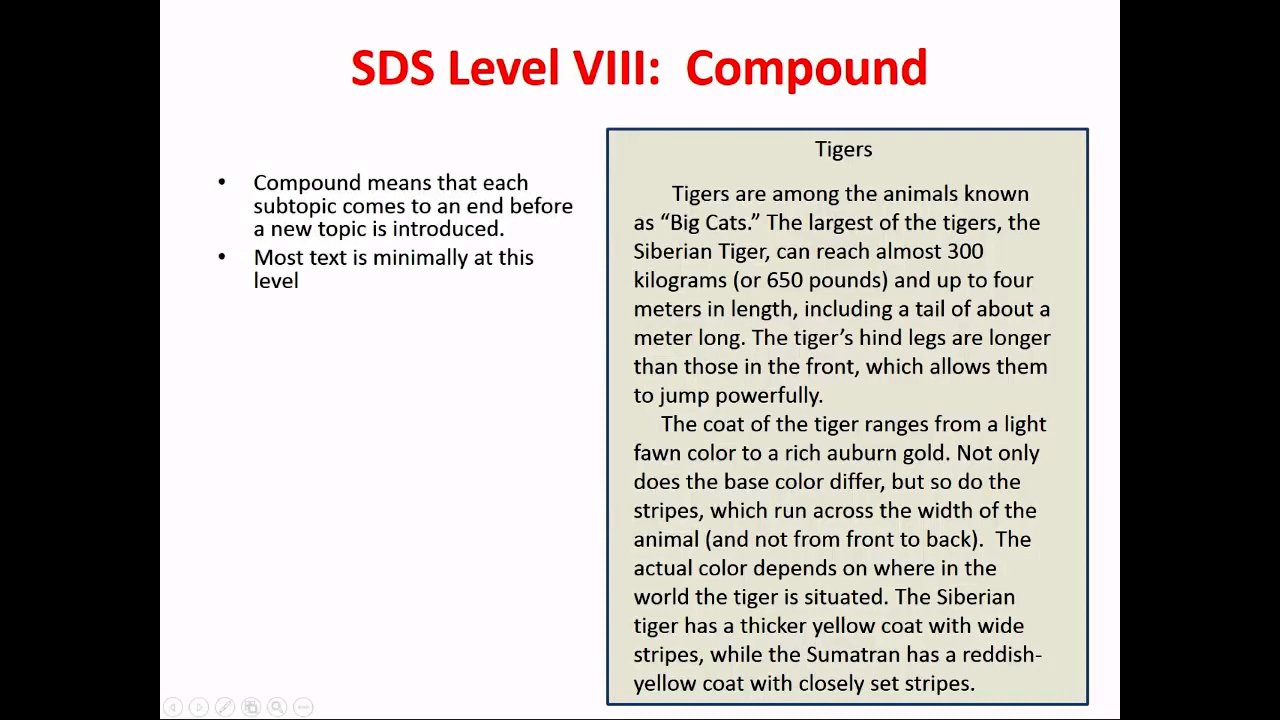 SDS Level VIII:  Compound
• Compound means that each
subtopic comes to an end before
a new topic is introduced.
• Most text is minimally at this
level
Tigers
Tigers are among the animals known
as “Big Cats.” The largest of the tigers, the
Siberian Tiger, can reach almost 300
kilograms (or 650 pounds) and up to four
meters in length, including a tail of about a
meter long. The tiger’s hind legs are longer
than those in the front, which allows them
to jump powerfully.
The coat of the tiger ranges from a light
fawn color to a rich auburn gold. Not only
does the base color differ, but so do the
stripes, which run across the width of the
animal (and not from front to back).  The
actual color depends on where in the
world the tiger is situated. The Siberian
tiger has a thicker yellow coat with wide
stripes, while the Sumatran has a reddish-
yellow coat with closely set stripes.